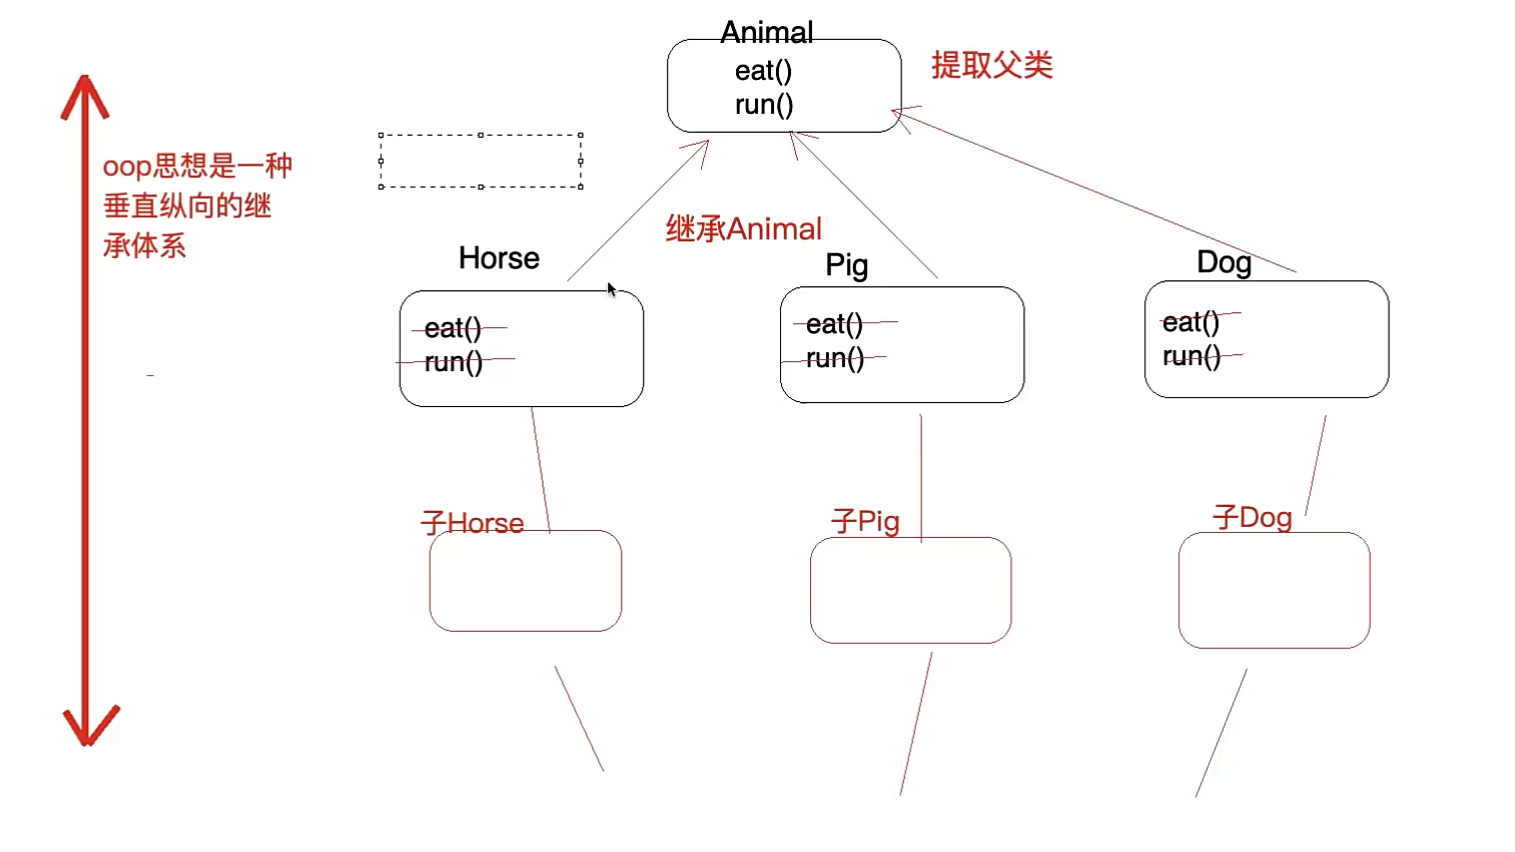 Animal
eat()
run()
提取父类
oop思想是一种
垂直纵向的继
承体系
继承Animal
Horse
eat()
run()
Pig
eat()
run()
Dog
eat()
run()
子Horse
子Pig
子Dog